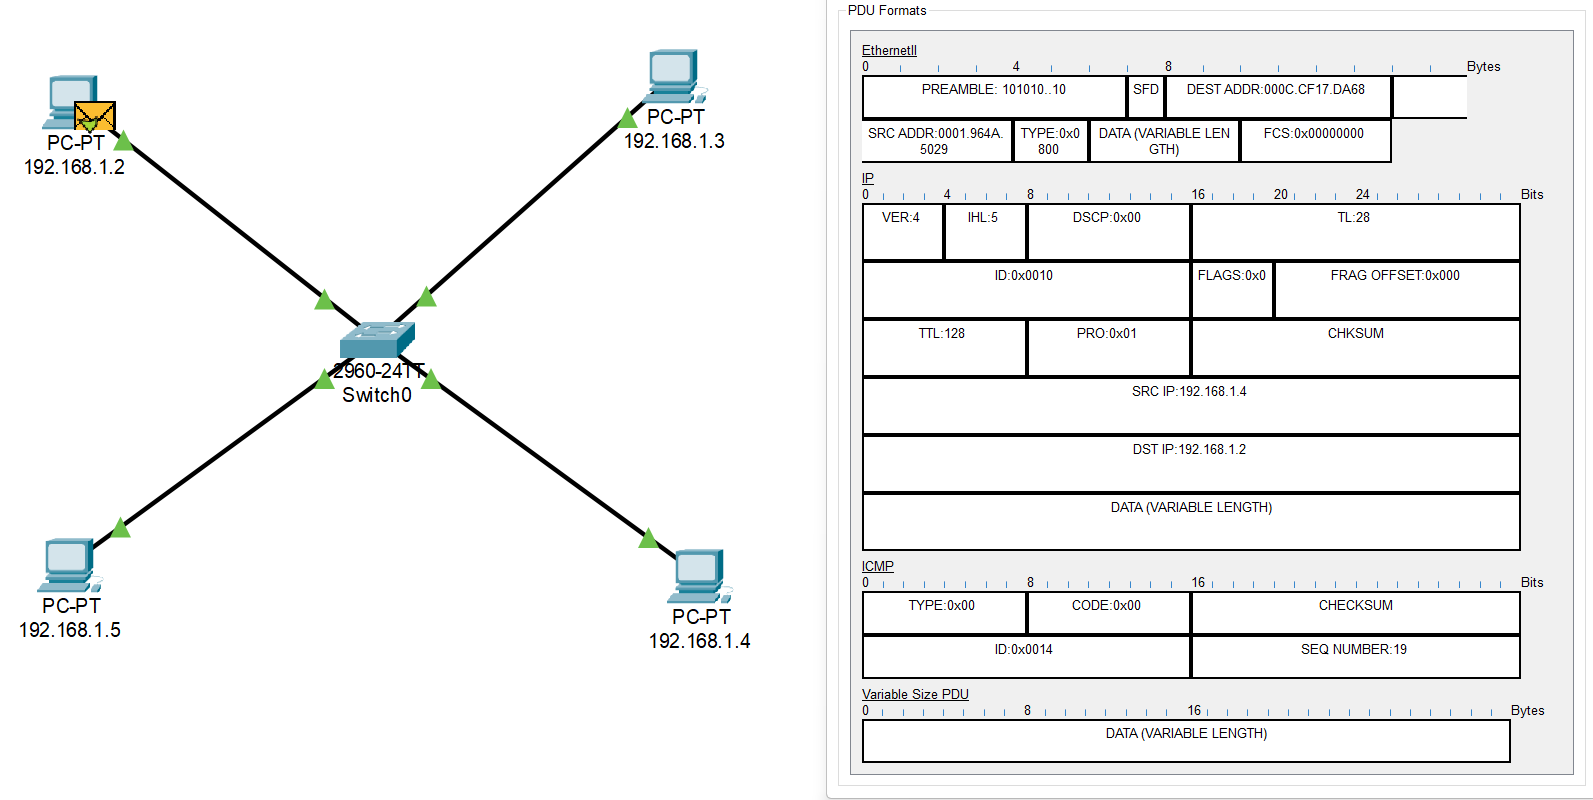 PC-PT
192.168.1.2
PC-PT
192.168.1.3
2960-24TT
Switch0
PC-PT
192.168.1.5
PC-PT
192.168.1.4
PDU Formats
EthernetII
0 4 8 Bytes
PREAMBLE: 101010..10 SFD DEST ADDR:000C.CF17.DA68
SRC ADDR:0001.964A. TYPE:0x0 DATA (VARIABLE LEN FCS:0x00000000
5029 800 GTH)
IP
0 4 8 16 20 24 Bits
VER:4 IHL:5 DSCP:0x00 TL:28
ID:0x0010 FLAGS:0x0 FRAG OFFSET:0x000
TTL:128 PRO:0x01 CHKSUM
SRC IP:192.168.1.4
DST IP:192.168.1.2
DATA (VARIABLE LENGTH)
ICMP
0 8 16 Bits
TYPE:0x00 CODE:0x00 CHECKSUM
ID:0x0014 SEQ NUMBER:19
Variable Size PDU
0 8 16 Bytes
DATA (VARIABLE LENGTH)